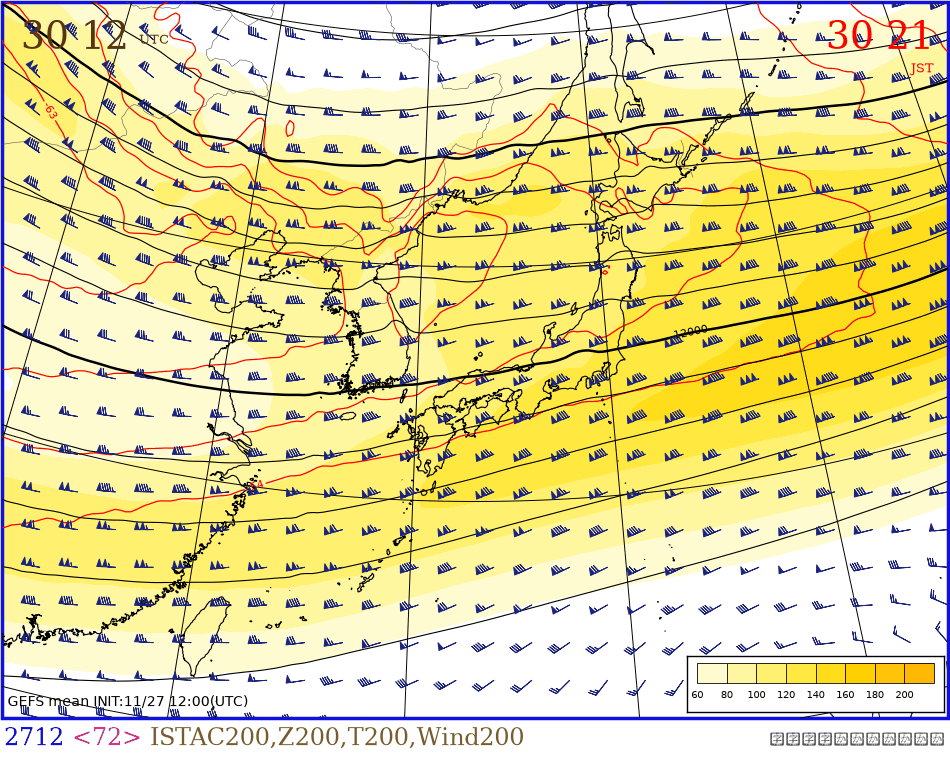 30 12 UTC
30 21 JST
-63
12000
GEFS mean INIT:11/27 12:00(UTC)
60 80 100 120 140 160 180 200
2712 <72> ISTAC200,Z200,T200,Wind200